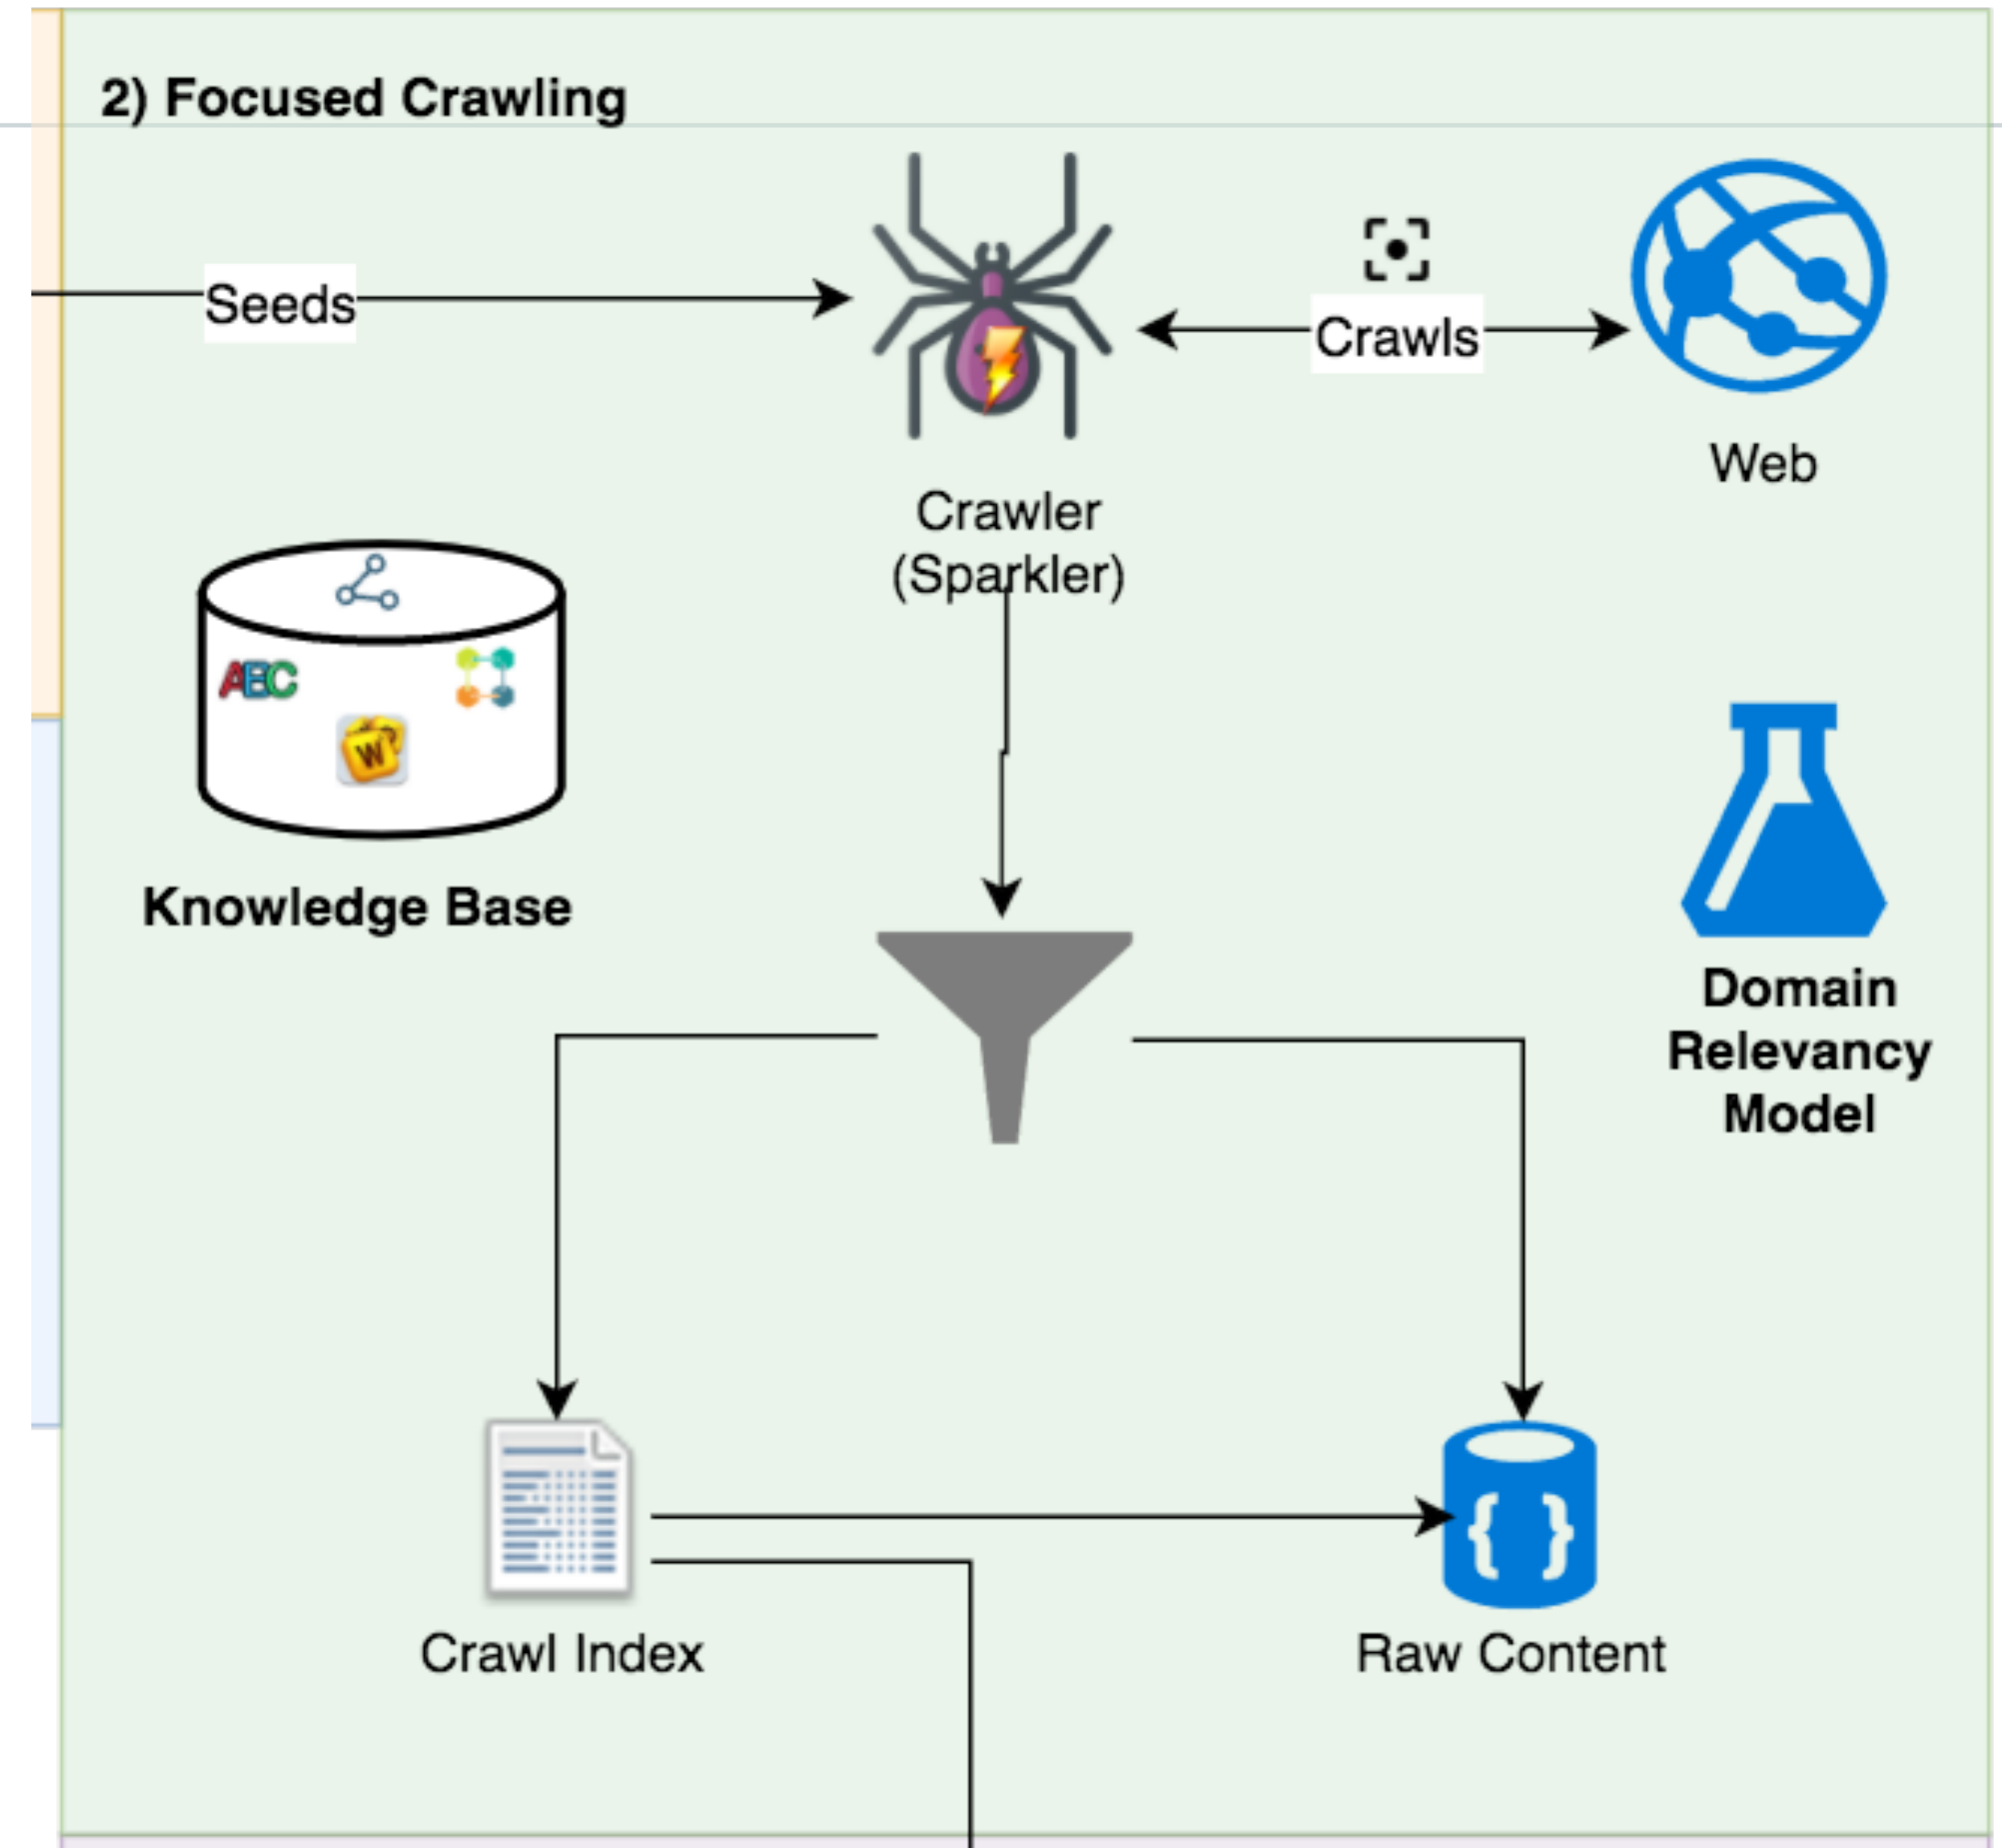 2) Focused Crawling
Seeds
Crawls
Web
Crawler
(Sparkler)
ABC
W
Knowledge Base
Domain
Relevancy
Model
{ }
Crawl Index
Raw Content